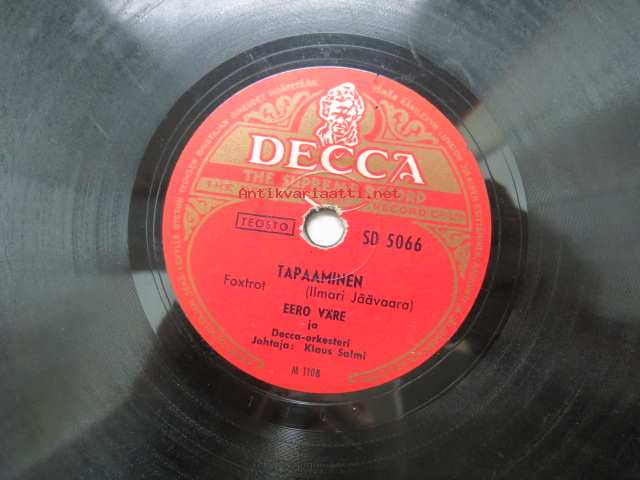 DECCA
THE SUPREME RECORD
Antikvariaatti.net
RECORD
TEOSTO
SD 5066
TAPAAMINEN
Foxtrot (Ilmari Jäävaara)
EERO VÄRE
ja
Decca-orkesteri
Johtaja: Klaus Salmi
M 1108